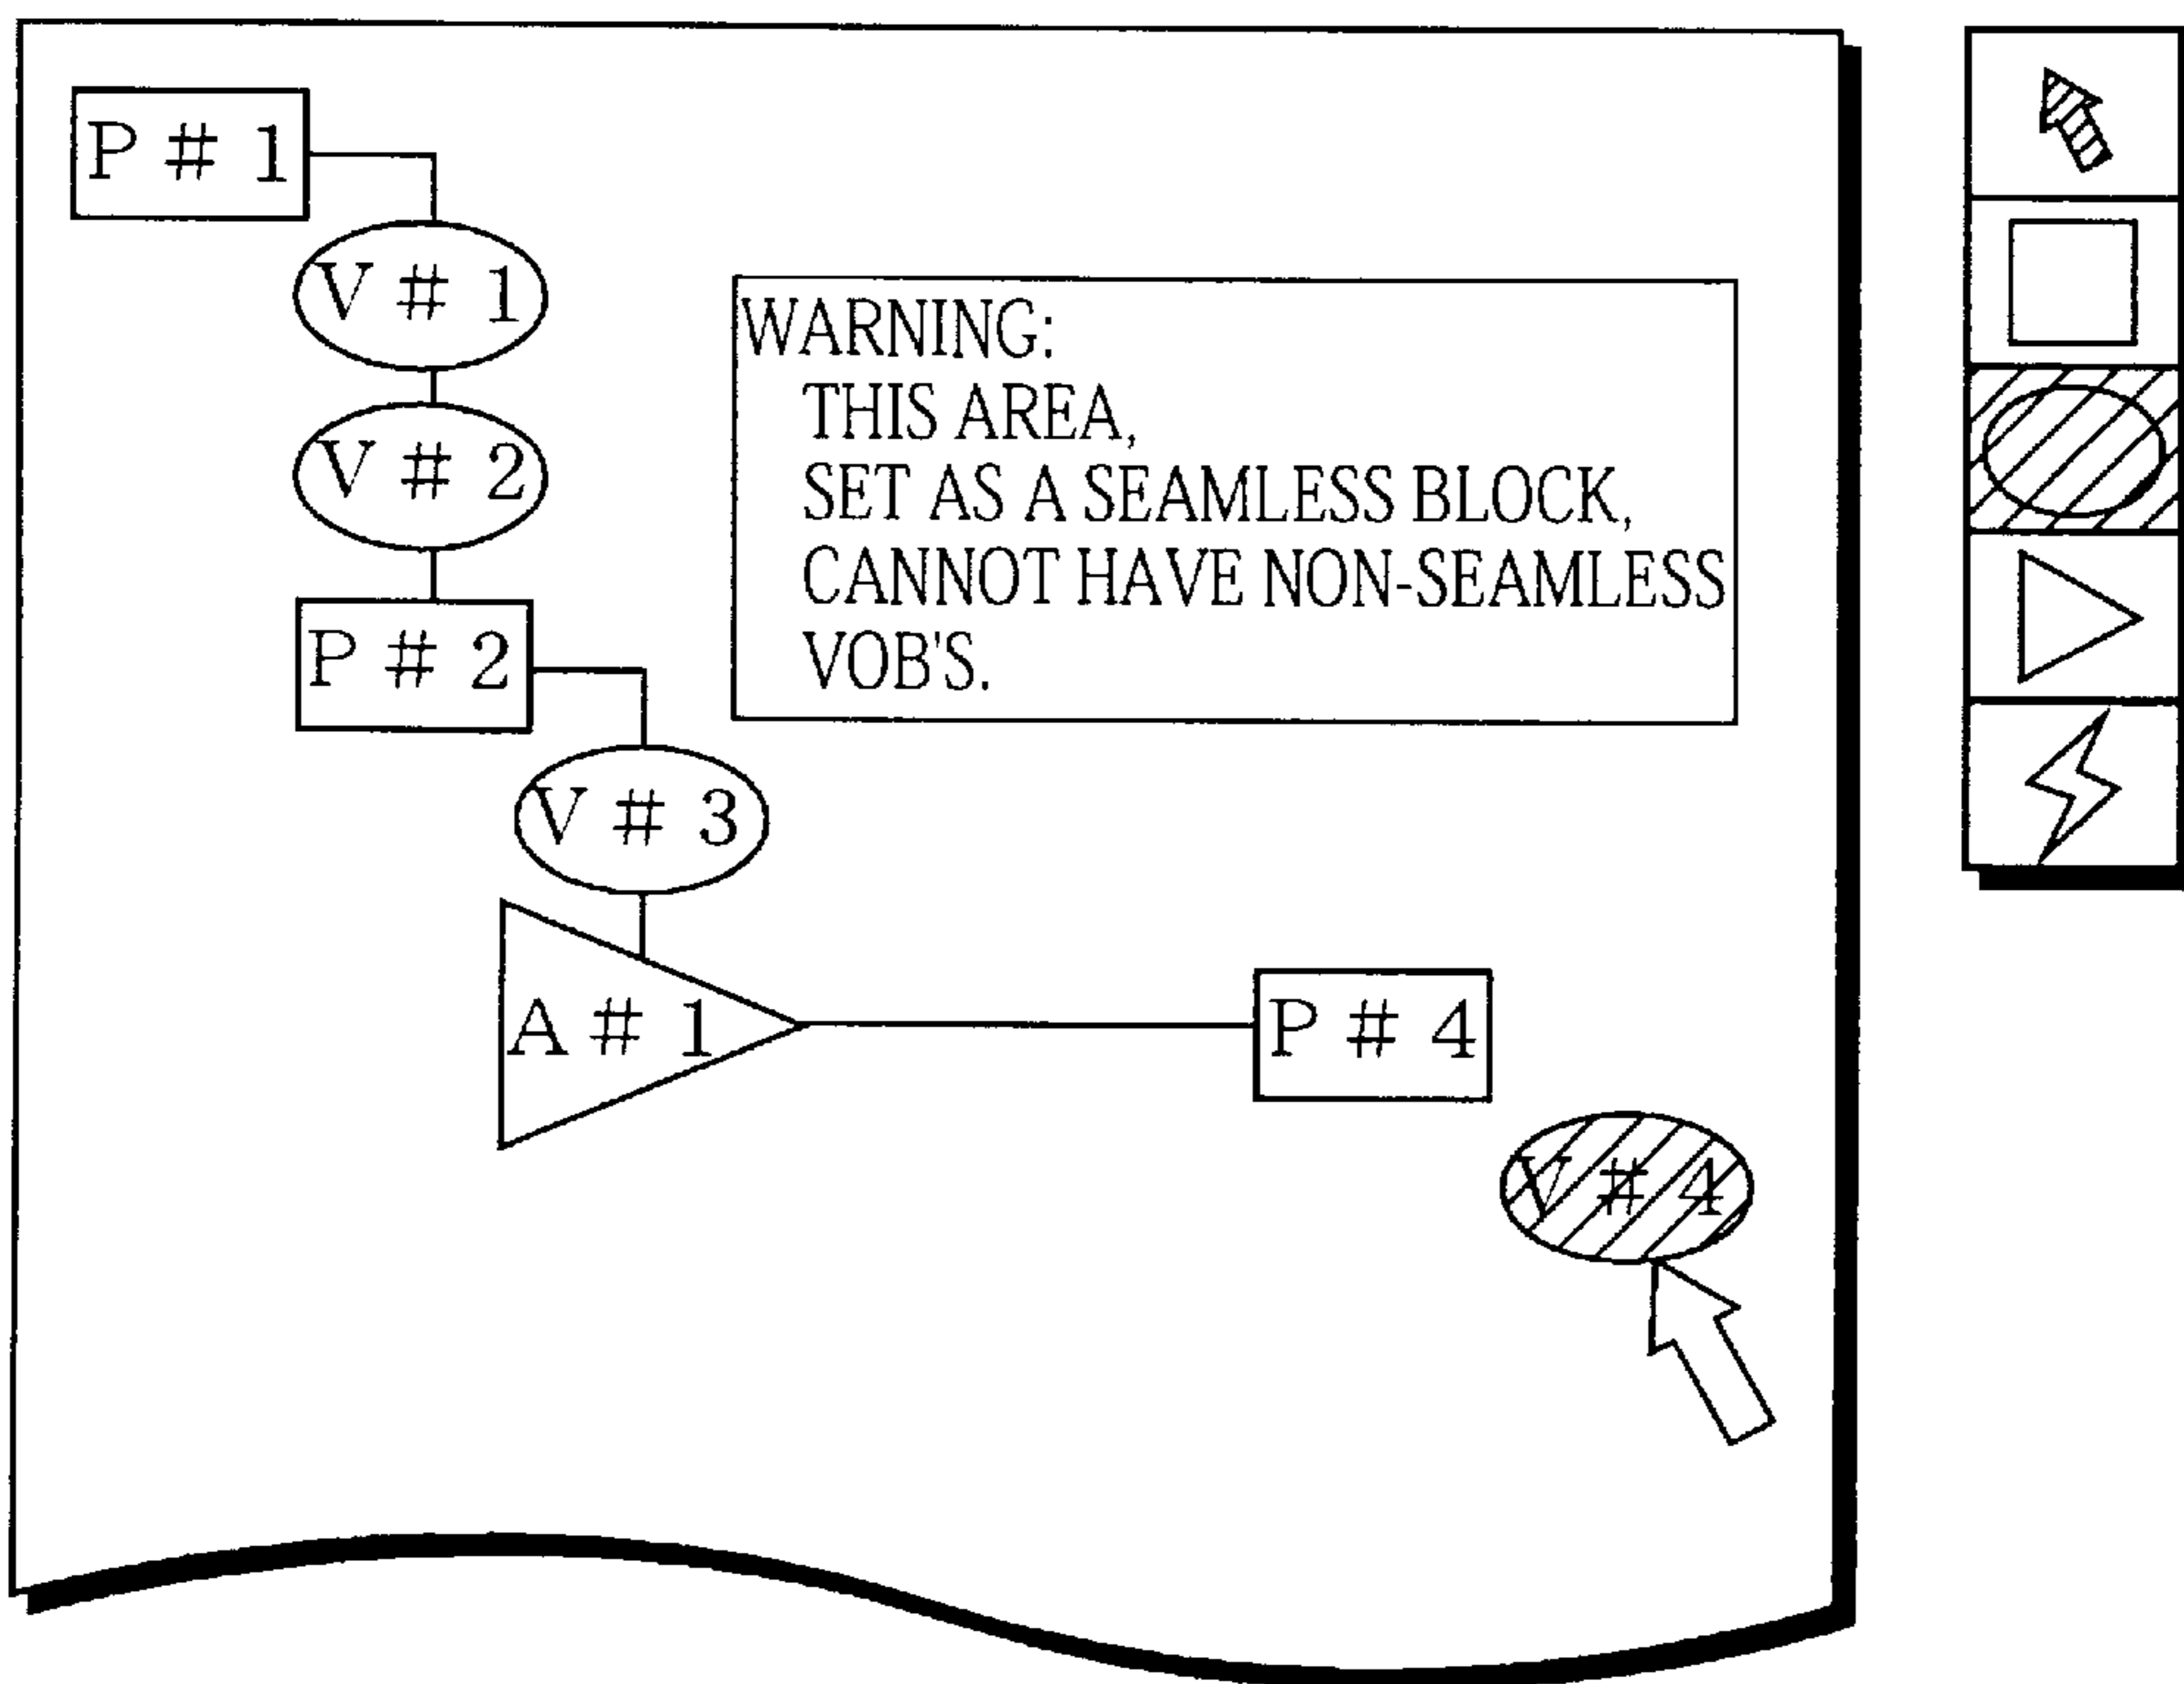 P # 1
V # 1
V # 2
P # 2
WARNING:
THIS AREA,
SET AS A SEAMLESS BLOCK,
CANNOT HAVE NON-SEAMLESS
VOB'S.
V # 3
A # 1
P # 4
V # 4